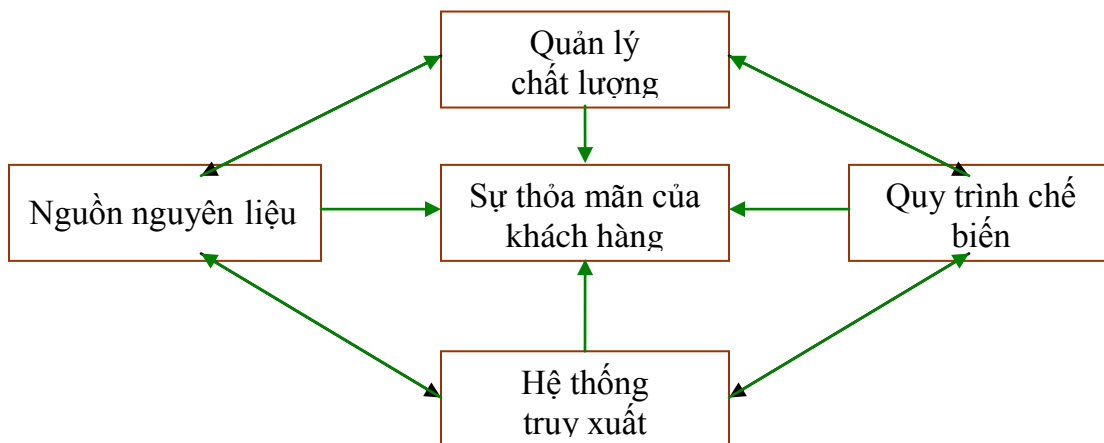 Quản lý
chất lượng
Nguồn nguyên liệu
Sự thỏa mãn của
khách hàng
Quy trình chế
biến
Hệ thống
truy xuất